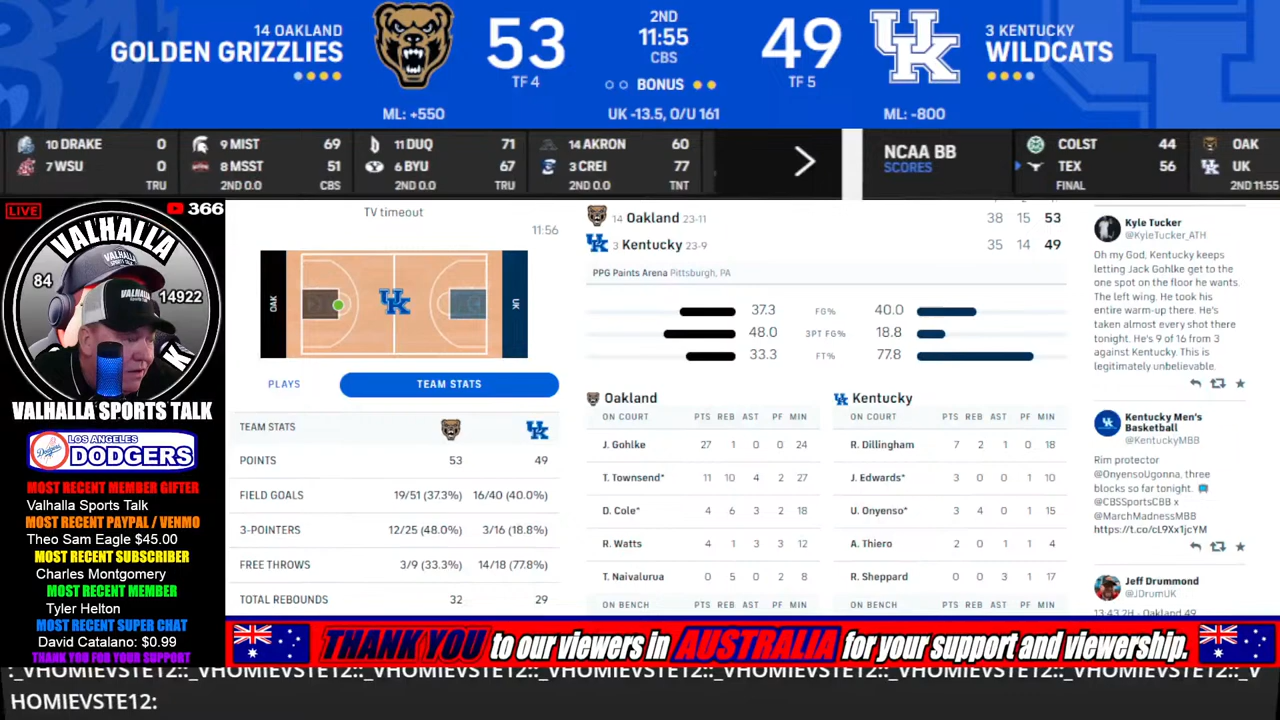 14 OAKLAND
GOLDEN GRIZZLIES
53
TF 4
ML: +550
2ND
11:55
CBS
BONUS
UK -13.5, O/U 161
49
TF 5
ML: -800
3 KENTUCKY
WILDCATS
10 DRAKE 0
7 WSU 0
TRU
9 MIST 69
8 MSST 51
2ND 0.0 CBS
11 DUQ 71
6 BYU 67
2ND 0.0 TRU
14 AKRON 60
3 CREI 77
2ND 0.0 TNT
NCAA BB
SCORES
COLST 44
TEX 56
FINAL
OAK
UK
2ND 11:55
LIVE
366
VALHALLA
84
14922
VALHALLA SPORTS TALK
LOS ANGELES
DODGERS
MOST RECENT MEMBER GIFTER
Valhalla Sports Talk
MOST RECENT PAYPAL / VENMO
Theo Sam Eagle $45.00
MOST RECENT SUBSCRIBER
Charles Montgomery
MOST RECENT MEMBER
Tyler Helton
MOST RECENT SUPER CHAT
David Catalano: $0.99
THANK YOU FOR YOUR SUPPORT
TV timeout
11:56
OAK
UK
PLAYS
TEAM STATS
TEAM STATS
POINTS 53 49
FIELD GOALS 19/51 (37.3%) 16/40 (40.0%)
3-POINTERS 12/25 (48.0%) 3/16 (18.8%)
FREE THROWS 3/9 (33.3%) 14/18 (77.8%)
TOTAL REBOUNDS 32 29
14 Oakland 23-11 38 15 53
3 Kentucky 23-9 35 14 49
PPG Paints Arena Pittsburgh, PA
37.3 FG% 40.0
48.0 3PT FG% 18.8
33.3 FT% 77.8
Oakland
ON COURT PTS REB AST PF MIN
J. Gohlke 27 1 0 0 24
T. Townsend* 11 10 4 2 27
D. Cole* 4 6 3 2 18
R. Watts 4 1 3 3 12
T. Naivalurua 0 5 0 2 8
ON BENCH PTS REB AST PF MIN
Kentucky
ON COURT PTS REB AST PF MIN
R. Dillingham 7 2 1 0 18
J. Edwards* 3 0 0 1 10
U. Onyenso* 3 4 0 1 15
A. Thiero 2 0 1 1 4
R. Sheppard 0 0 3 1 17
ON BENCH PTS REB AST PF MIN
Kyle Tucker
@KyleTucker_ATH
Oh my God, Kentucky keeps
letting Jack Gohlke get to the
one spot on the floor he wants.
The left wing. He took his
entire warm-up there. He's
taken almost every shot there
tonight. He's 9 of 16 from 3
against Kentucky. This is
legitimately unbelievable.
Kentucky Men's
Basketball
@KentuckyMBB
Rim protector
@OnyensoUgonna, three
blocks so far tonight.
@CBSSportsCBB x
@MarchMadnessMBB
https://t.co/cL9Xx1jcYM
Jeff Drummond
@JDrumUK
13:43 2H - Oakland 49
THANK YOU to our viewers in AUSTRALIA for your support and viewership.
:_VHOMIEVSTE12::_VHOMIEVSTE12::_VHOMIEVSTE12::_VHOMIEVSTE12::_VHOMIEVSTE12::_VHOMIEVSTE12::_VHOMIEVSTE12::_V
HOMIEVSTE12: